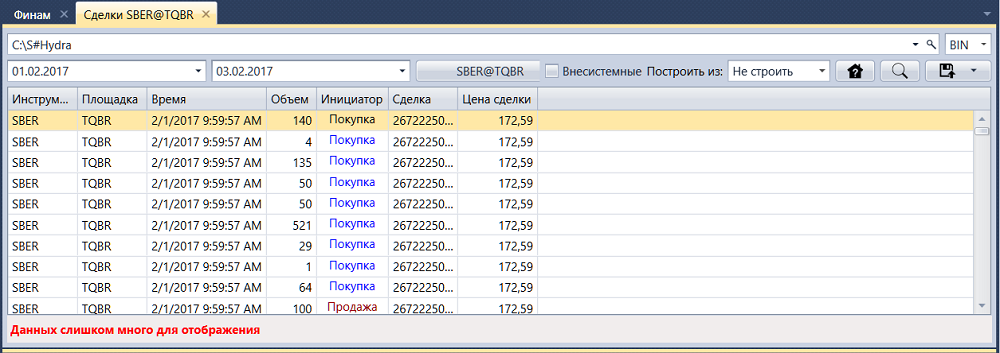 Финам Сделки SBER@TQBR
C:\S#Hydra BIN
01.02.2017 03.02.2017 SBER@TQBR Внесистемные Построить из: Не строить
Инструм... Площадка Время Объем Инициатор Сделка Цена сделки
SBER TQBR 2/1/2017 9:59:57 AM 140 Покупка 26722250... 172,59
SBER TQBR 2/1/2017 9:59:57 AM 4 Покупка 26722250... 172,59
SBER TQBR 2/1/2017 9:59:57 AM 135 Покупка 26722250... 172,59
SBER TQBR 2/1/2017 9:59:57 AM 50 Покупка 26722250... 172,59
SBER TQBR 2/1/2017 9:59:57 AM 50 Покупка 26722250... 172,59
SBER TQBR 2/1/2017 9:59:57 AM 521 Покупка 26722250... 172,59
SBER TQBR 2/1/2017 9:59:57 AM 29 Покупка 26722250... 172,59
SBER TQBR 2/1/2017 9:59:57 AM 1 Покупка 26722250... 172,59
SBER TQBR 2/1/2017 9:59:57 AM 64 Покупка 26722250... 172,59
SBER TQBR 2/1/2017 9:59:57 AM 100 Продажа 26722250... 172,59
Данных слишком много для отображения